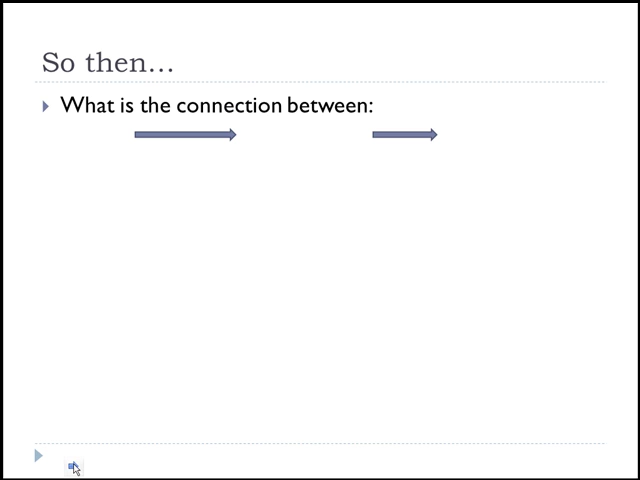 So then…
What is the connection between: